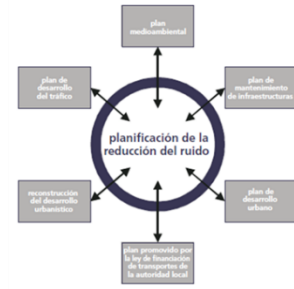 plan
medioambiental
plan de
desarrollo
del tráfico
plan de
mantenimiento
de infraestructuras
planificación de la
reducción del ruido
reconstrucción
del desarrollo
urbanístico
plan de
desarrollo
urbano
plan promovido por
la ley de financiación
de transportes de
la autoridad local